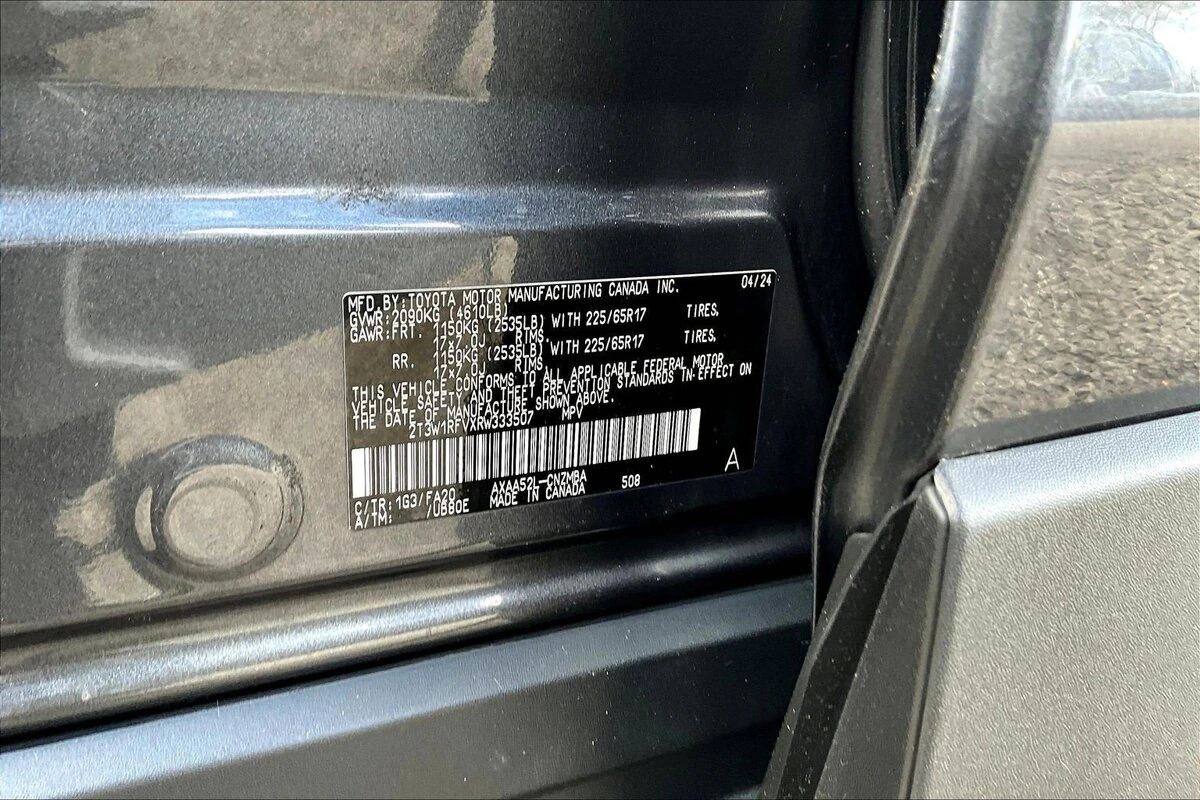 MFD.BY:TOYOTA MOTOR MANUFACTURING CANADA INC. 04/24
GVWR:2090KG (4610LB)
GAWR:FRT. 1150KG (2535LB) WITH 225/65R17 TIRES,
17x7.0J RIMS,
RR. 1150KG (2535LB) WITH 225/65R17 TIRES,
17x7.0J RIMS
THIS VEHICLE CONFORMS TO ALL APPLICABLE FEDERAL MOTOR
VEHICLE SAFETY AND THEFT PREVENTION STANDARDS IN EFFECT ON
THE DATE OF MANUFACTURE SHOWN ABOVE.
2T3W1RFVXRW333507 MPV
A
AXAA52L-CNZMBA 508
C/TR:1G3/FA20 MADE IN CANADA
A/TM: /UB80E